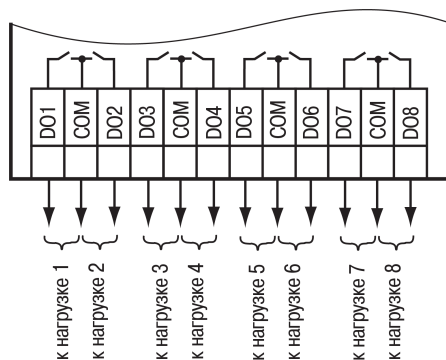 DO1
COM
DO2
DO3
COM
DO4
DO5
COM
DO6
DO7
COM
DO8
к нагрузке 1
к нагрузке 2
к нагрузке 3
к нагрузке 4
к нагрузке 5
к нагрузке 6
к нагрузке 7
к нагрузке 8